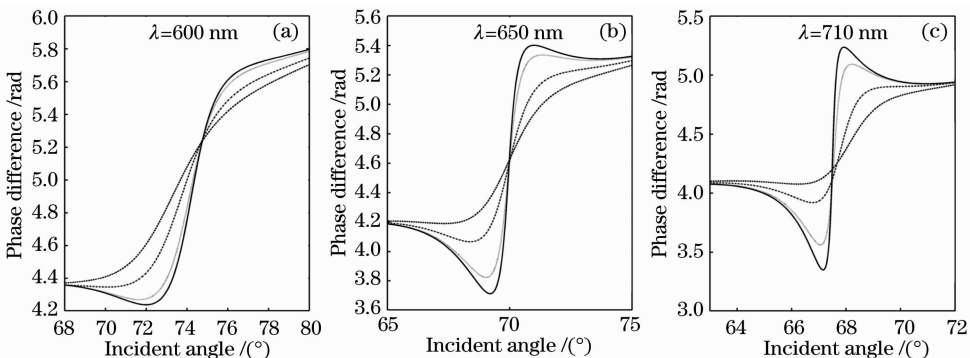 λ=600 nm (a)
Phase difference /rad
6.0
5.8
5.6
5.4
5.2
5.0
4.8
4.6
4.4
4.2
68 70 72 74 76 78 80
Incident angle /(°)
λ=650 nm (b)
Phase difference /rad
5.6
5.4
5.2
5.0
4.8
4.6
4.4
4.2
4.0
3.8
3.6
65 70 75
Incident angle /(°)
λ=710 nm (c)
Phase difference /rad
5.5
5.0
4.5
4.0
3.5
3.0
64 66 68 70 72
Incident angle /(°)